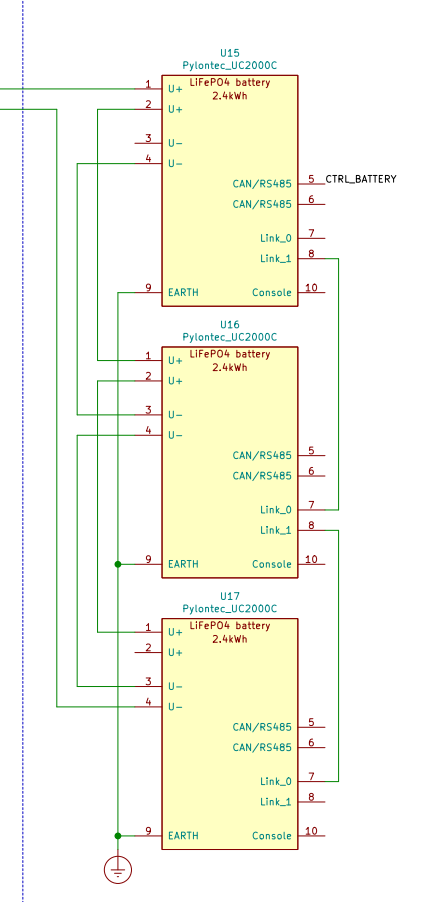 U15
Pylontec_UC2000C
LiFePO4 battery
2.4kWh
1 U+
2 U+
3 U-
4 U-
CAN/RS485 5 CTRL_BATTERY
CAN/RS485 6
Link_0 7
Link_1 8
9 EARTH Console 10
U16
Pylontec_UC2000C
LiFePO4 battery
2.4kWh
1 U+
2 U+
3 U-
4 U-
CAN/RS485 5
CAN/RS485 6
Link_0 7
Link_1 8
9 EARTH Console 10
U17
Pylontec_UC2000C
LiFePO4 battery
2.4kWh
1 U+
2 U+
3 U-
4 U-
CAN/RS485 5
CAN/RS485 6
Link_0 7
Link_1 8
9 EARTH Console 10